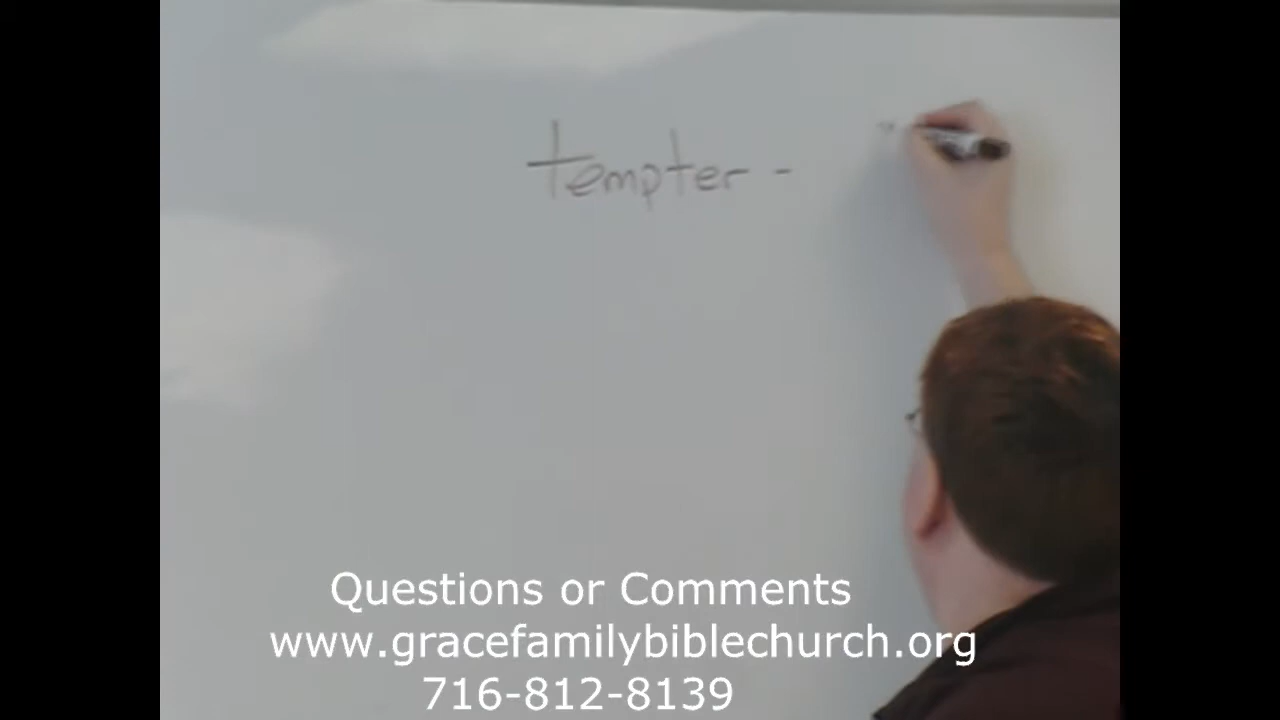 tempter -
Questions or Comments
www.gracefamilybiblechurch.org
716-812-8139